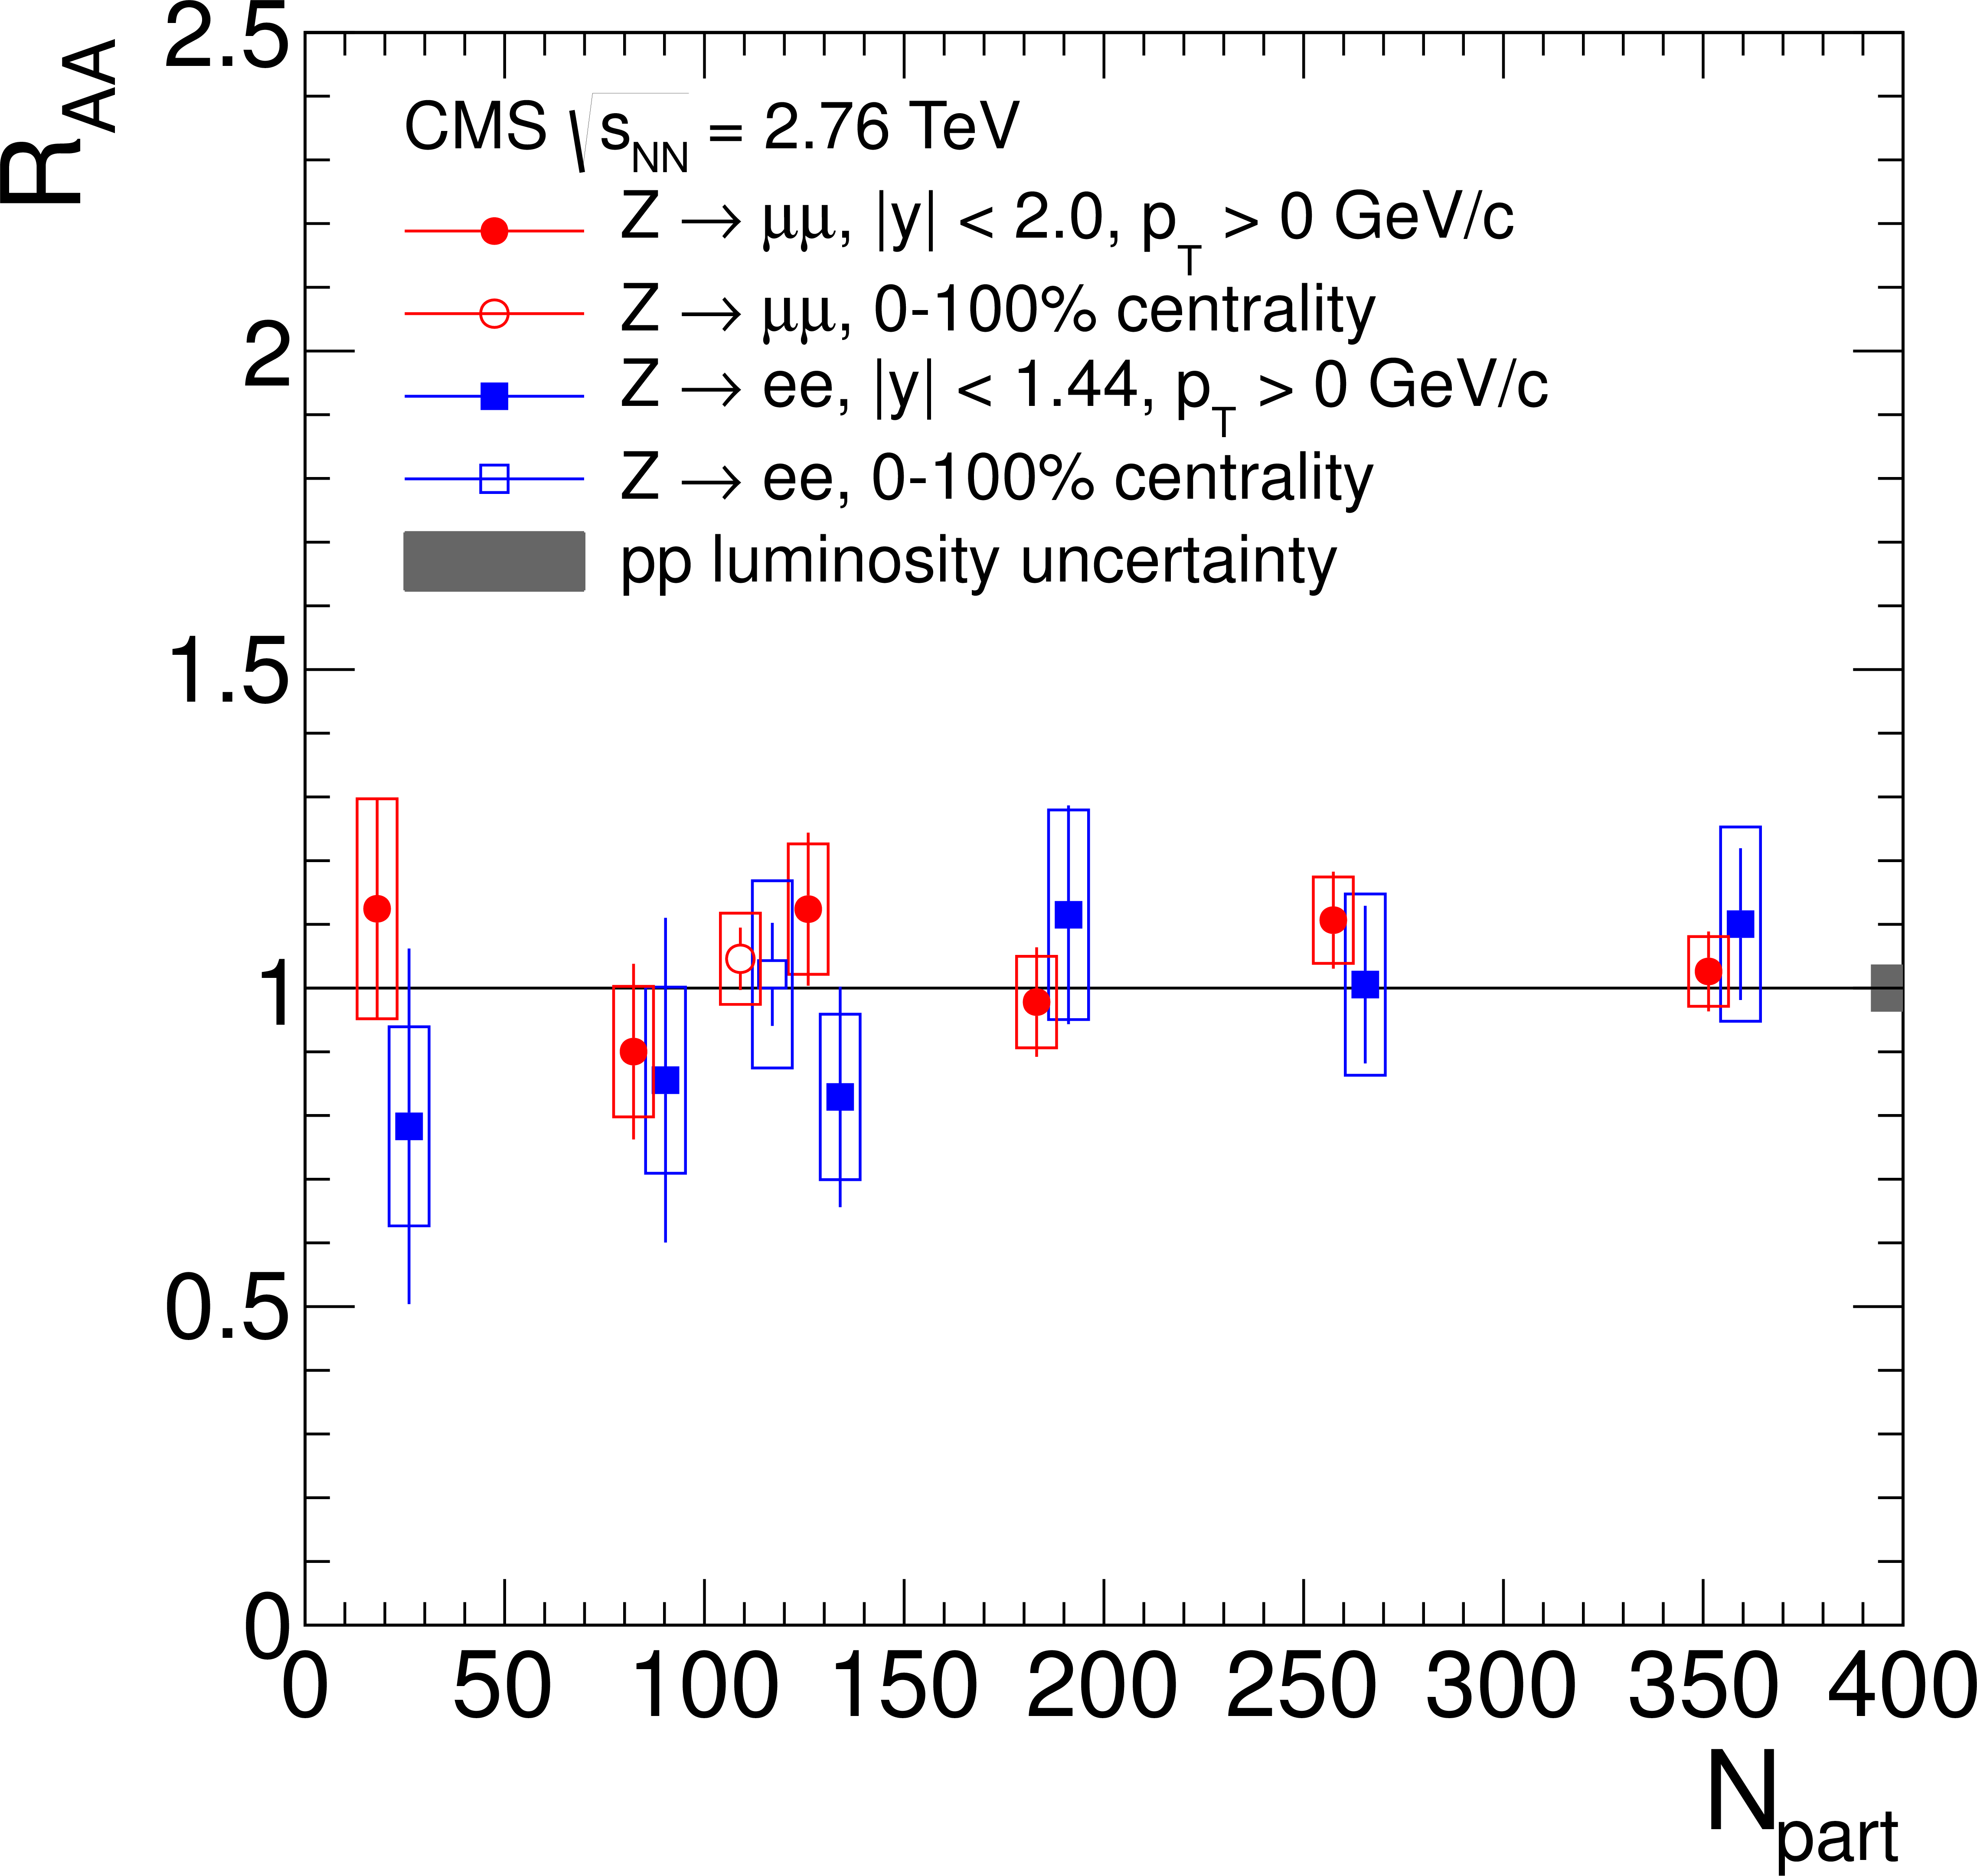 R_AA
2.5
2
1.5
1
0.5
0
CMS √s_NN = 2.76 TeV
Z → μμ, |y| < 2.0, p_T > 0 GeV/c
Z → μμ, 0-100% centrality
Z → ee, |y| < 1.44, p_T > 0 GeV/c
Z → ee, 0-100% centrality
pp luminosity uncertainty
0 50 100 150 200 250 300 350 400
N_part